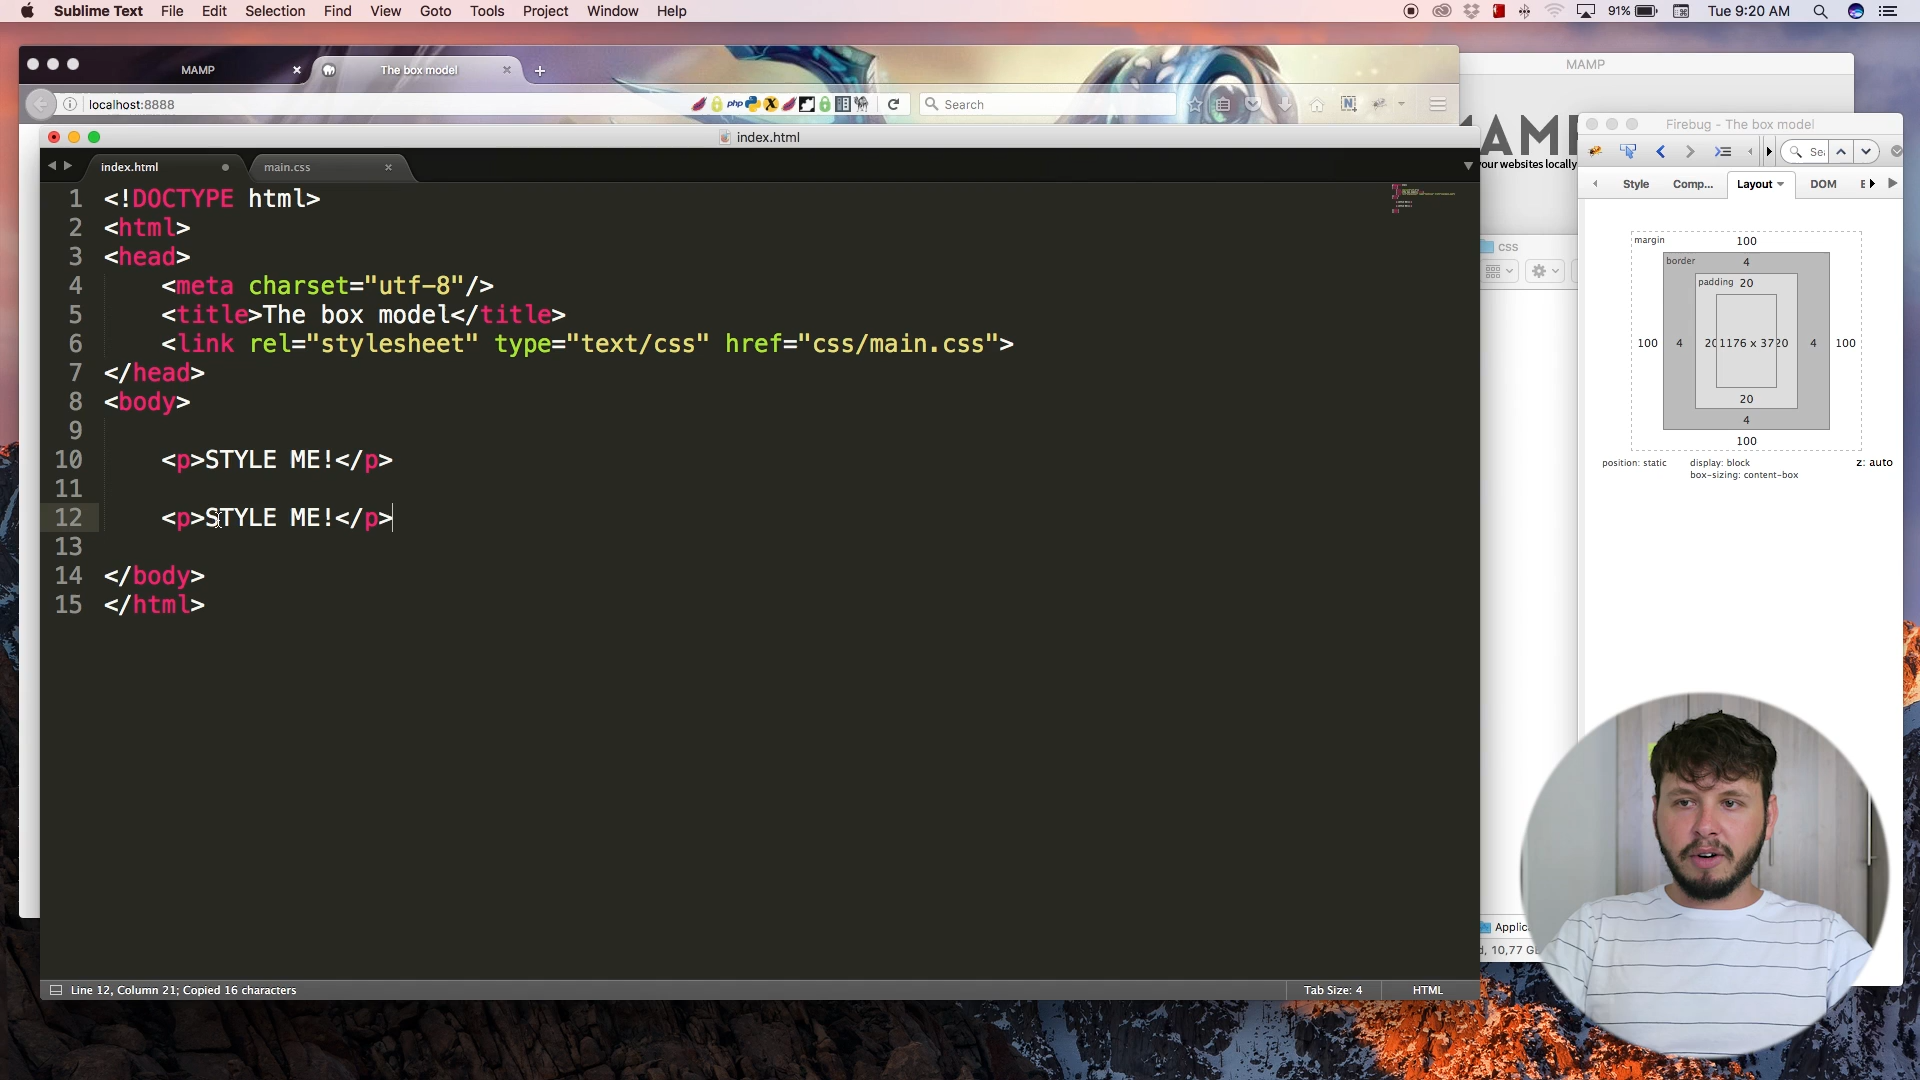 Sublime Text File Edit Selection Find View Goto Tools Project Window Help
91% Tue 9:20 AM
MAMP
The box model
MAMP
localhost:8888
php
Search
index.html
index.html
main.css
your websites locally
Firebug - The box model
Style Comp... Layout DOM
css
1 <!DOCTYPE html>
2 <html>
3 <head>
4 <meta charset="utf-8"/>
5 <title>The box model</title>
6 <link rel="stylesheet" type="text/css" href="css/main.css">
7 </head>
8 <body>
9
10 <p>STYLE ME!</p>
11
12 <p>STYLE ME!</p>
13
14 </body>
15 </html>
margin 100
border 4
padding 20
100 4 20 1176 x 37 20 4 100
20
4
100
position: static display: block z: auto
box-sizing: content-box
Line 12, Column 21; Copied 16 characters
Tab Size: 4
HTML